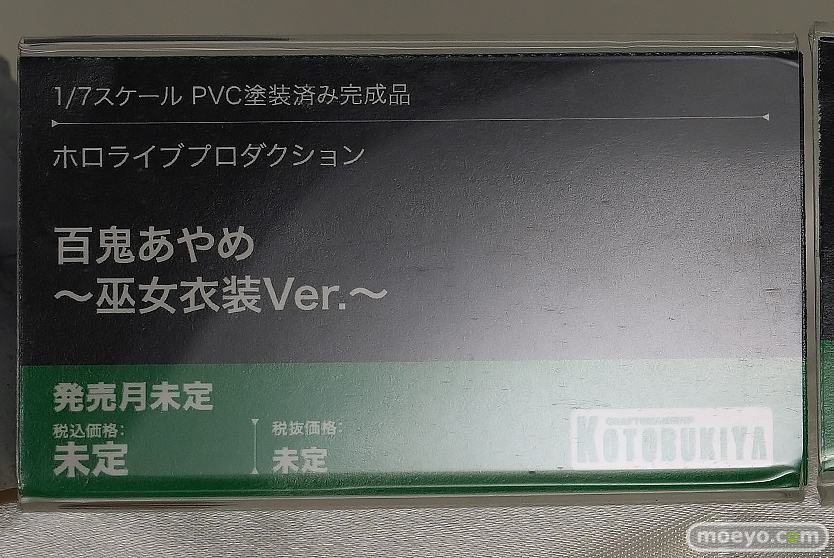 1/7スケール PVC塗装済み完成品
ホロライブプロダクション
百鬼あやめ
～巫女衣装Ver.～
発売月未定
税込価格:
未定
税抜価格:
未定
CRAFTSMANSHIP
KOTOBUKIYA
moeyo.com